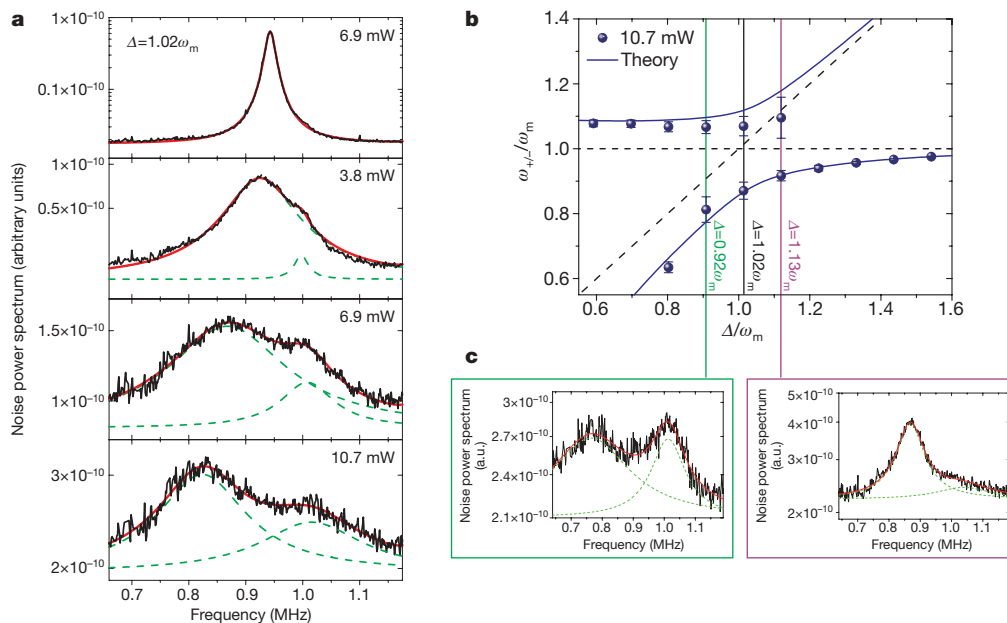 a
Δ=1.02ω_m
6.9 mW
1×10⁻¹⁰
0.1×10⁻¹⁰
3.8 mW
1×10⁻¹⁰
0.5×10⁻¹⁰
6.9 mW
1.5×10⁻¹⁰
1×10⁻¹⁰
10.7 mW
3×10⁻¹⁰
2×10⁻¹⁰
Noise power spectrum (arbitrary units)
0.7 0.8 0.9 1.0 1.1
Frequency (MHz)
b
10.7 mW
Theory
1.4
1.2
1.0
0.8
0.6
ω_+/−/ω_m
Δ=0.92ω_m
Δ=1.02ω_m
Δ=1.13ω_m
0.6 0.8 1.0 1.2 1.4 1.6
Δ/ω_m
c
Noise power spectrum
(a.u.)
3×10⁻¹⁰
2.7×10⁻¹⁰
2.4×10⁻¹⁰
2.1×10⁻¹⁰
0.7 0.8 0.9 1.0 1.1
Frequency (MHz)
Noise power spectrum
(a.u.)
5×10⁻¹⁰
4×10⁻¹⁰
3×10⁻¹⁰
2×10⁻¹⁰
0.7 0.8 0.9 1.0 1.1
Frequency (MHz)